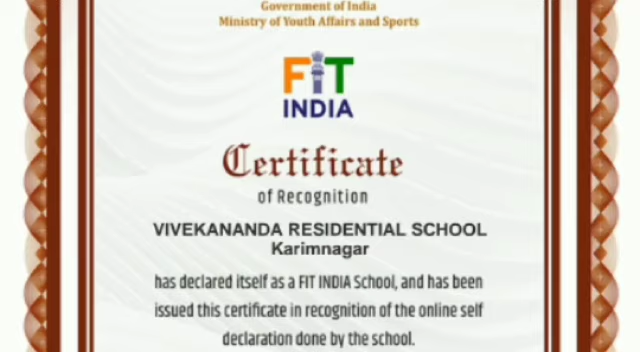 Government of India
Ministry of Youth Affairs and Sports
FIT
INDIA
Certificate
of Recognition
VIVEKANANDA RESIDENTIAL SCHOOL
Karimnagar
has declared itself as a FIT INDIA School, and has been
issued this certificate in recognition of the online self
declaration done by the school.